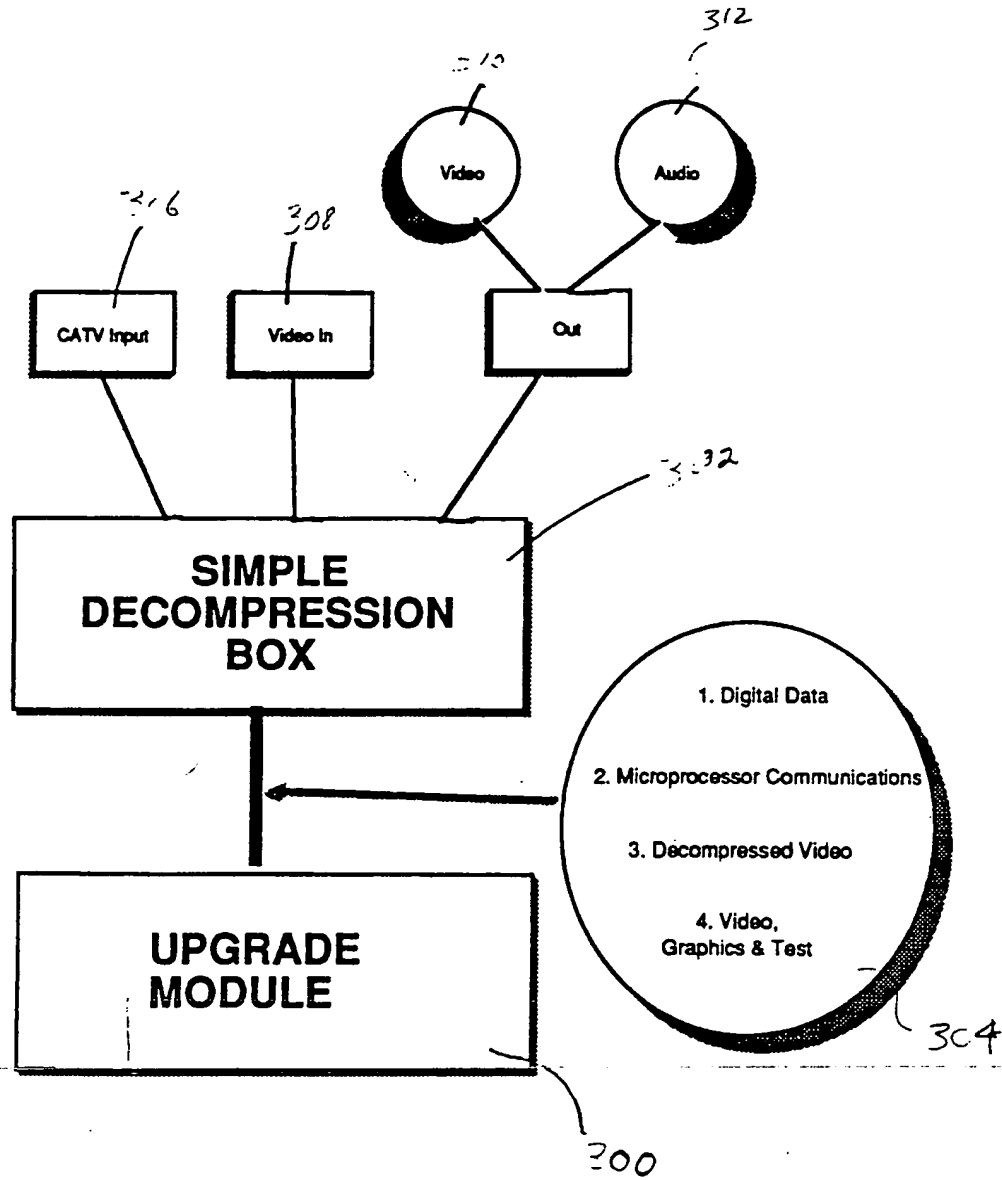 312
Video
Audio
308
CATV Input
Video In
Out
SIMPLE
DECOMPRESSION
BOX
1. Digital Data
2. Microprocessor Communications
3. Decompressed Video
4. Video,
Graphics & Test
UPGRADE
MODULE
304
300